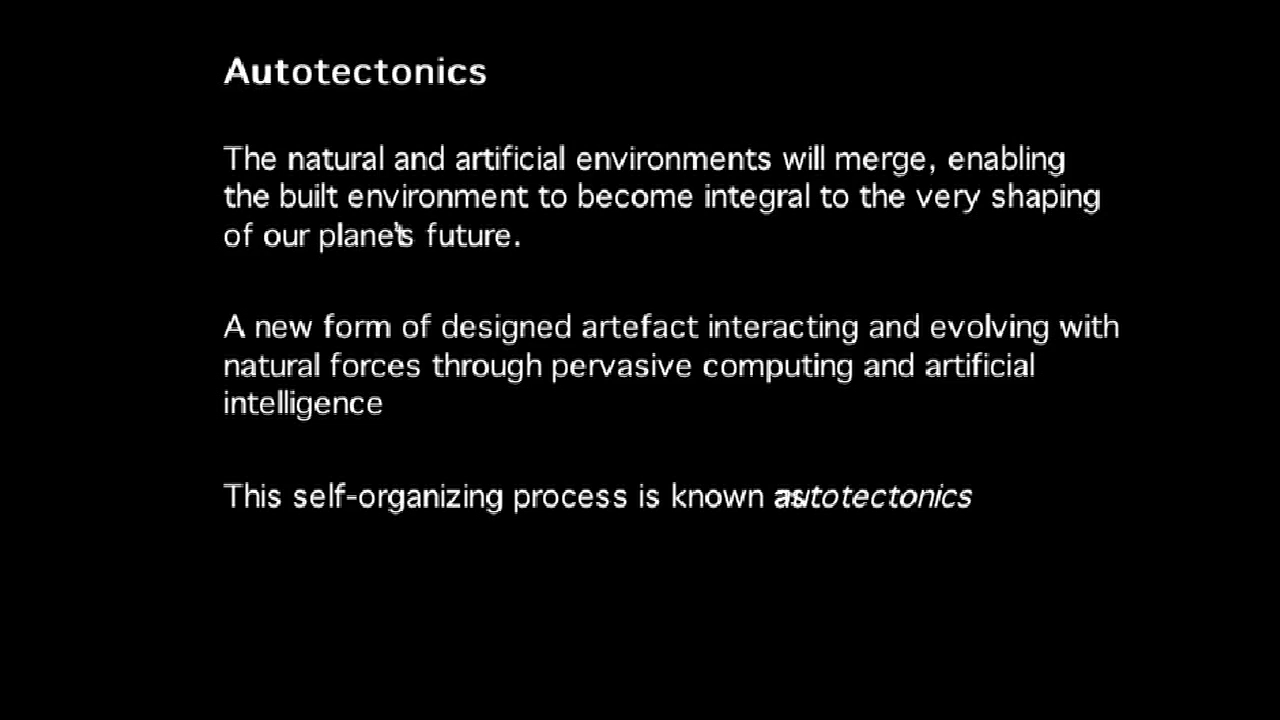 Autotectonics
The natural and artificial environments will merge, enabling
the built environment to become integral to the very shaping
of our planet's future.
A new form of designed artefact interacting and evolving with
natural forces through pervasive computing and artificial
intelligence
This self-organizing process is known as autotectonics